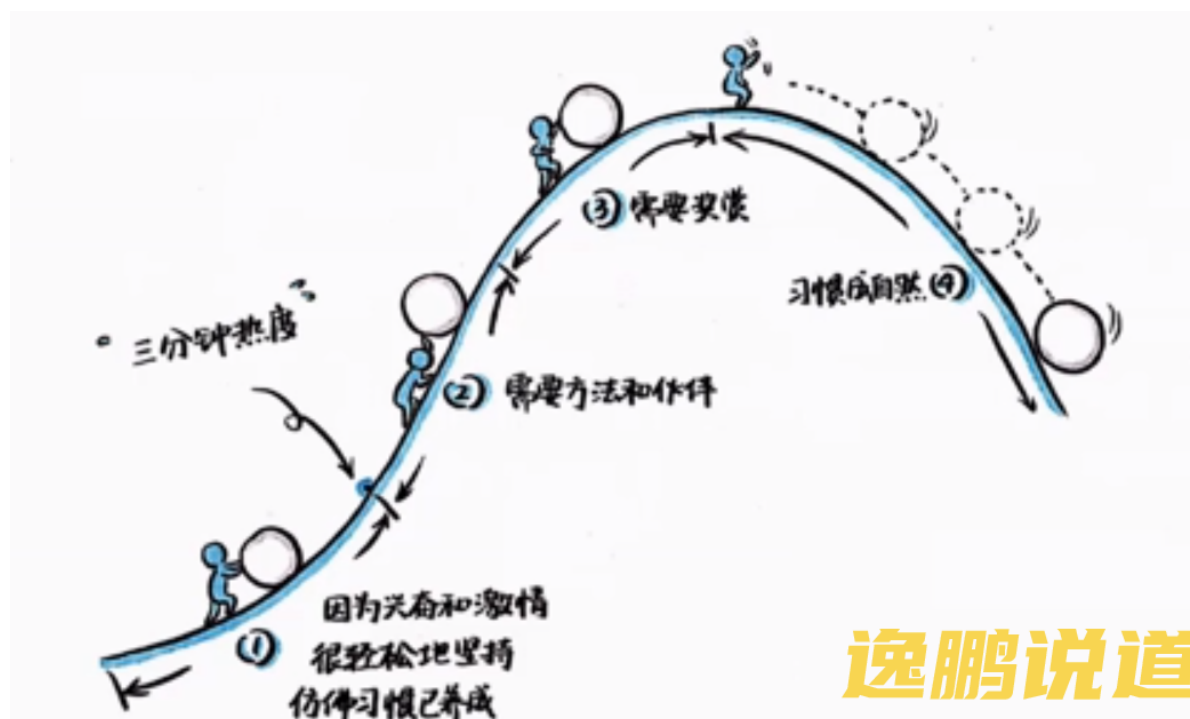 ③需要奖赏
习惯成自然④
三分钟热度
②需要方法和伙伴
①
因为兴奋和激情
很轻松地坚持
仿佛习惯已养成
逸鹏说道